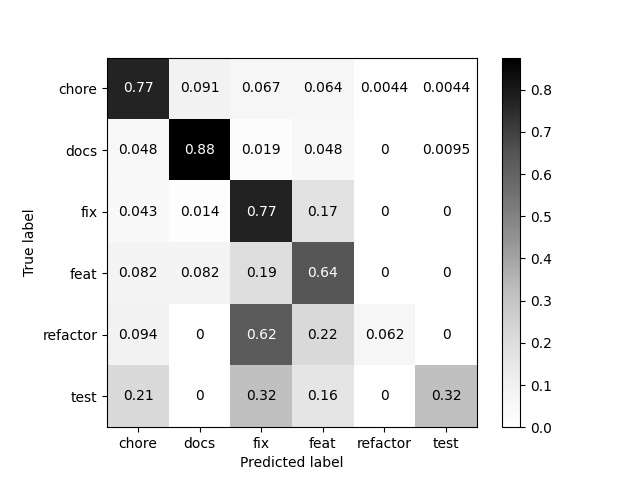 chore 0.77 0.091 0.067 0.064 0.0044 0.0044
docs 0.048 0.88 0.019 0.048 0 0.0095
fix 0.043 0.014 0.77 0.17 0 0
feat 0.082 0.082 0.19 0.64 0 0
refactor 0.094 0 0.62 0.22 0.062 0
test 0.21 0 0.32 0.16 0 0.32
chore docs fix feat refactor test
Predicted label
True label
0.8
0.7
0.6
0.5
0.4
0.3
0.2
0.1
0.0